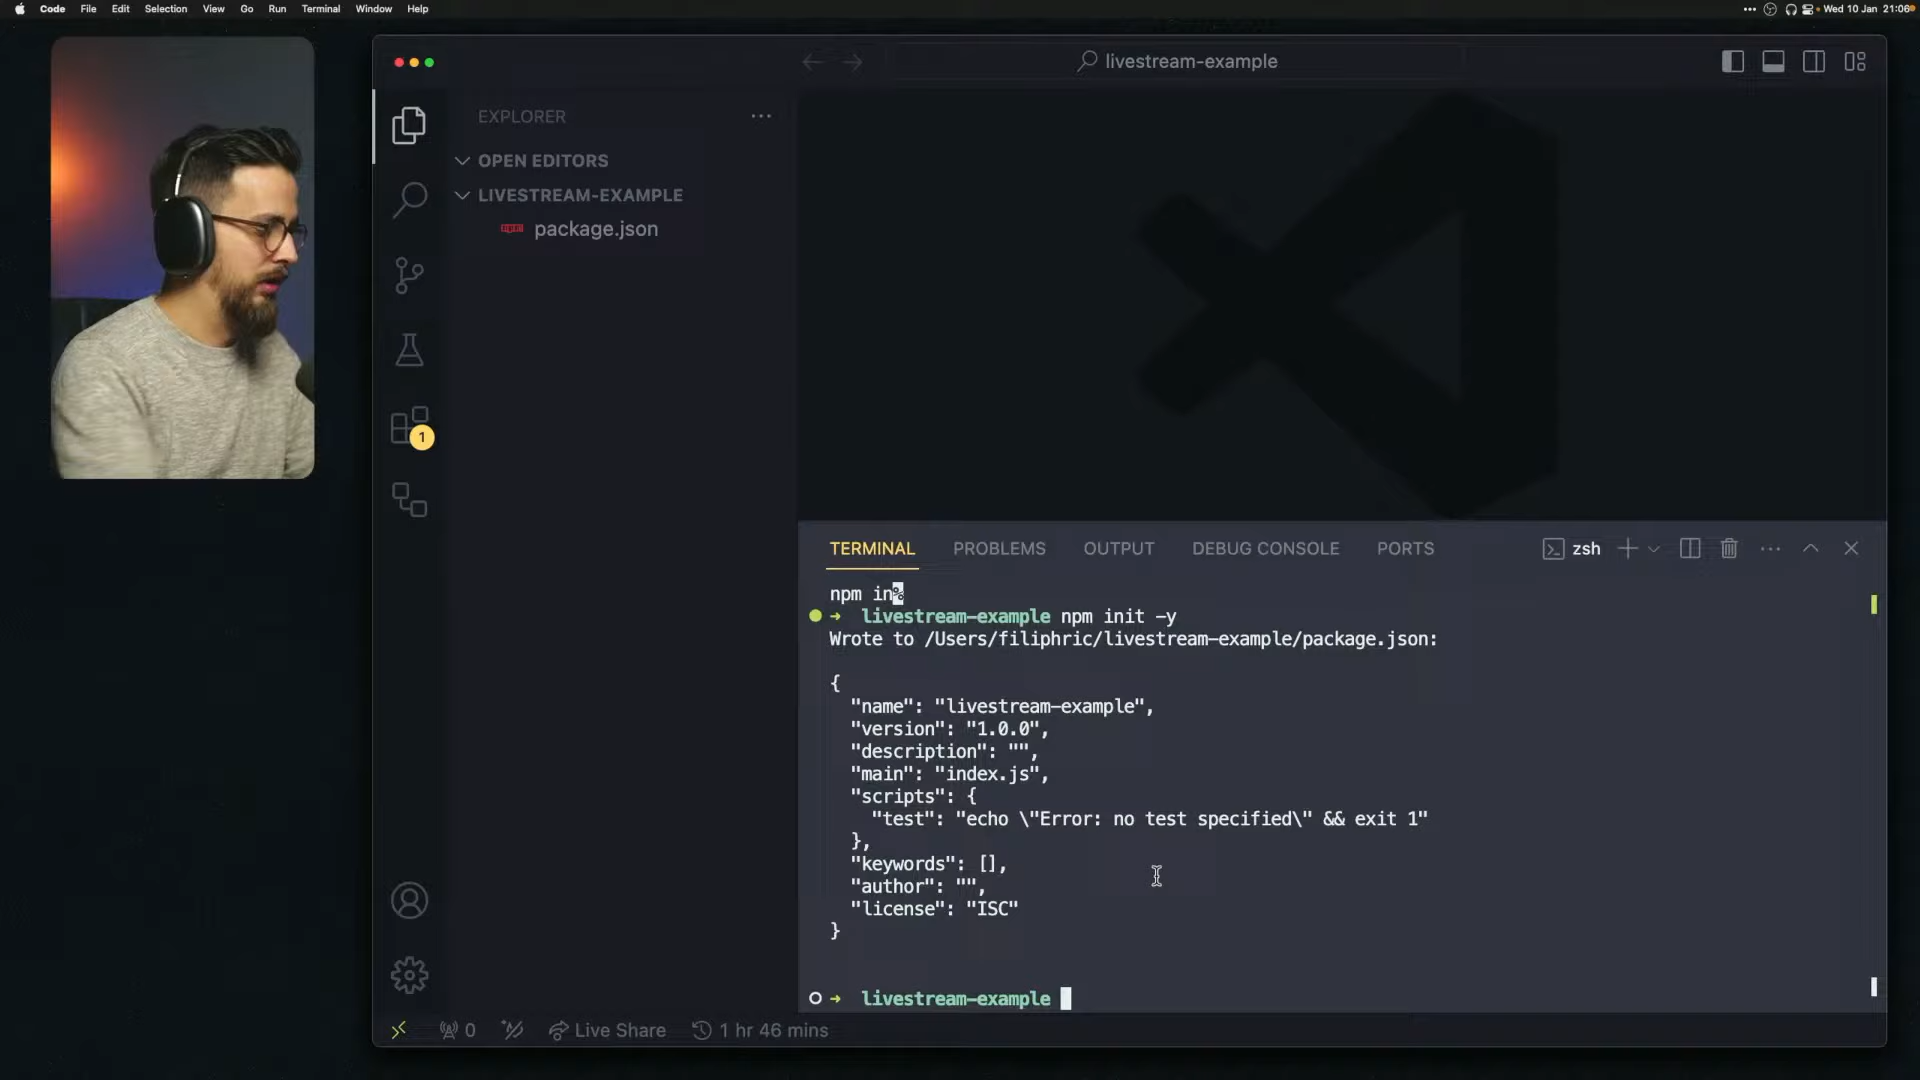 Code File Edit Selection View Go Run Terminal Window Help
Wed 10 Jan 21:06
livestream-example
EXPLORER
OPEN EDITORS
LIVESTREAM-EXAMPLE
npm package.json
1
TERMINAL PROBLEMS OUTPUT DEBUG CONSOLE PORTS
zsh
npm in%
livestream-example npm init -y
Wrote to /Users/filiphric/livestream-example/package.json:
{
"name": "livestream-example",
"version": "1.0.0",
"description": "",
"main": "index.js",
"scripts": {
"test": "echo \"Error: no test specified\" && exit 1"
},
"keywords": [],
"author": "",
"license": "ISC"
}
livestream-example
0 Live Share 1 hr 46 mins